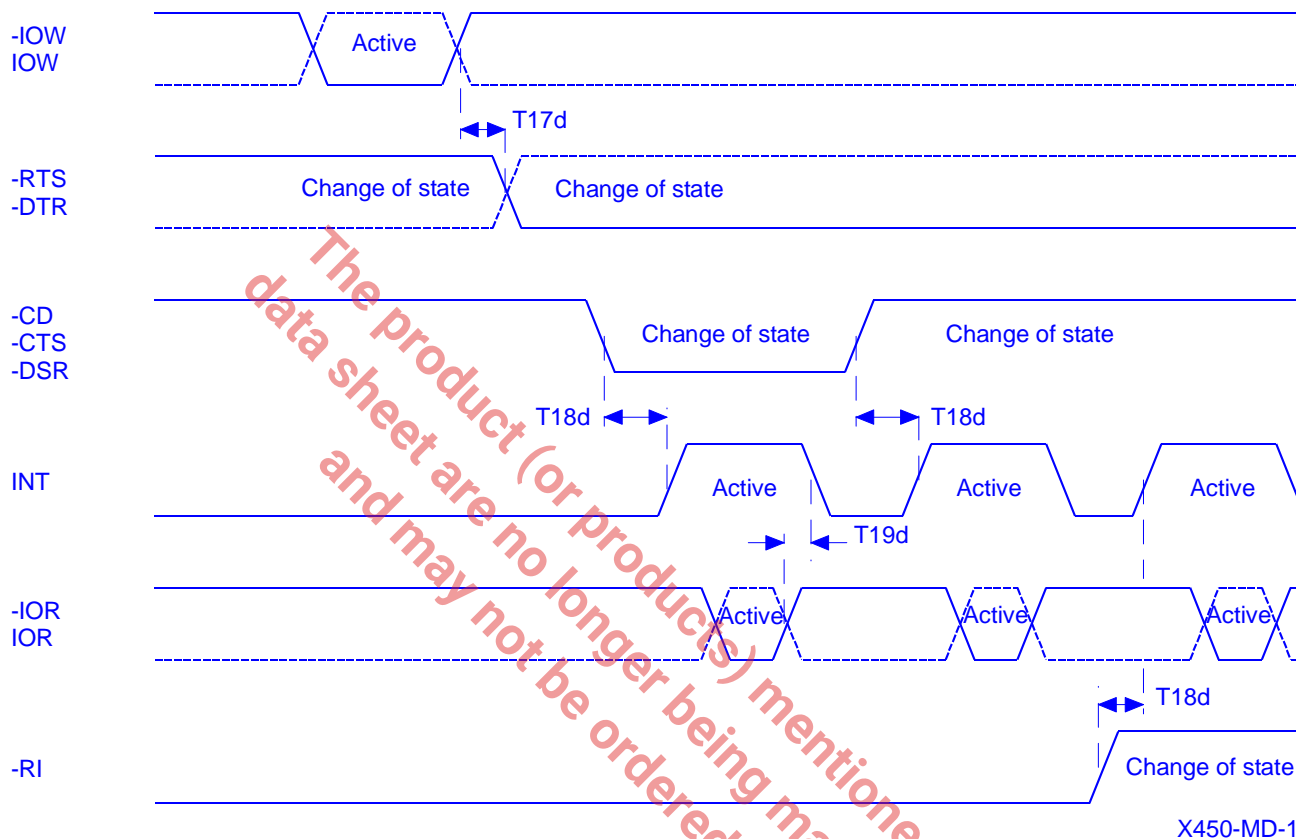 -IOW
IOW
Active
T17d
-RTS
-DTR
Change of state
Change of state
-CD
-CTS
-DSR
Change of state
Change of state
T18d
T18d
INT
Active
Active
Active
T19d
-IOR
IOR
Active
Active
Active
T18d
-RI
Change of state
X450-MD-1
The product (or products) mentione
data sheet are no longer being ma
and may not be ordered